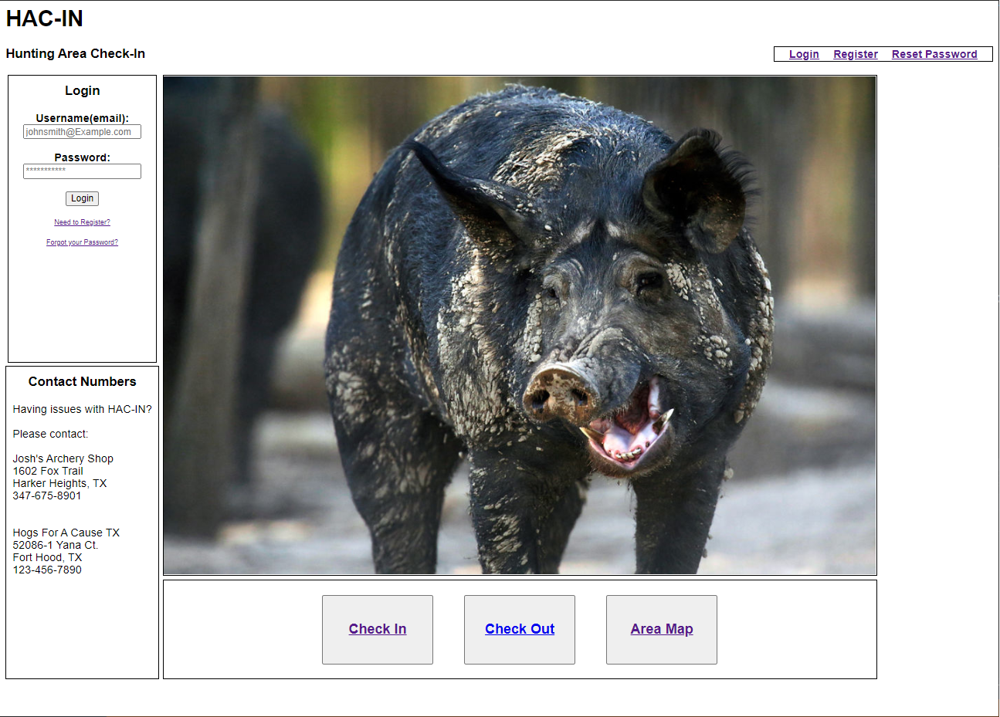 HAC-IN
Hunting Area Check-In
Login Register Reset Password
Login
Username(email):
johnsmith@Example.com
Password:
***********
Login
Need to Register?
Forgot your Password?
Contact Numbers
Having issues with HAC-IN?
Please contact:
Josh's Archery Shop
1602 Fox Trail
Harker Heights, TX
347-675-8901
Hogs For A Cause TX
52086-1 Yana Ct.
Fort Hood, TX
123-456-7890
Check In
Check Out
Area Map